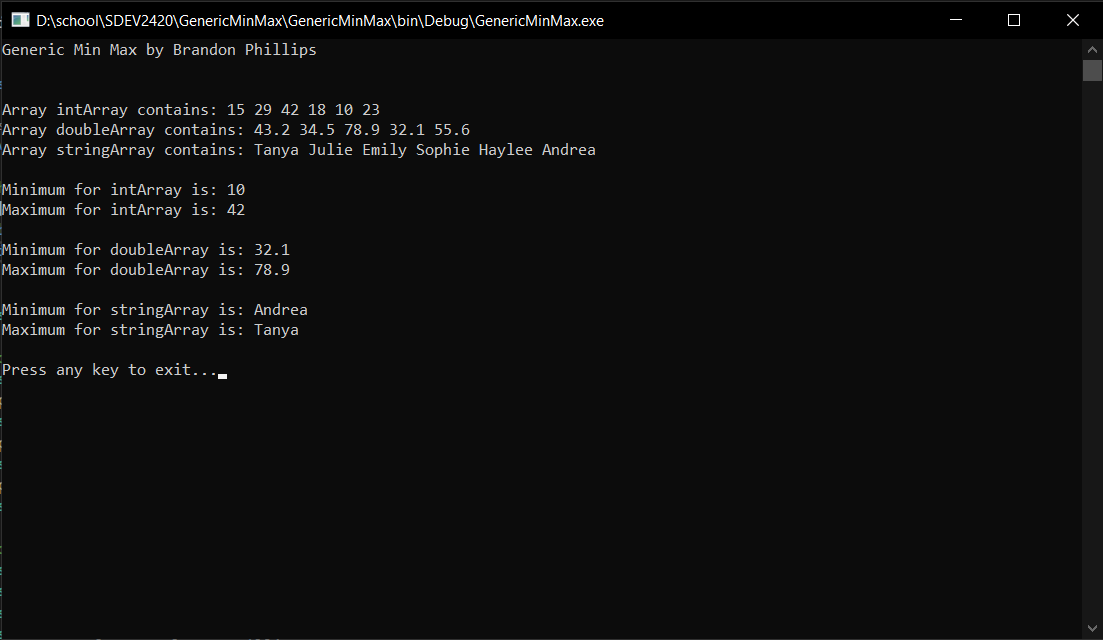 D:\school\SDEV2420\GenericMinMax\GenericMinMax\bin\Debug\GenericMinMax.exe
Generic Min Max by Brandon Phillips
Array intArray contains: 15 29 42 18 10 23
Array doubleArray contains: 43.2 34.5 78.9 32.1 55.6
Array stringArray contains: Tanya Julie Emily Sophie Haylee Andrea
Minimum for intArray is: 10
Maximum for intArray is: 42
Minimum for doubleArray is: 32.1
Maximum for doubleArray is: 78.9
Minimum for stringArray is: Andrea
Maximum for stringArray is: Tanya
Press any key to exit...